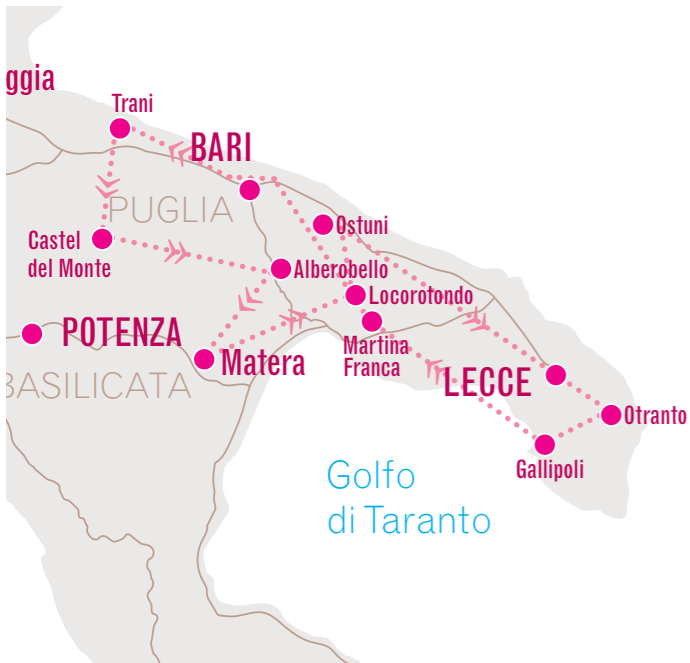 ggia
Trani
BARI
PUGLIA
Ostuni
Castel
del Monte
Alberobello
Locorotondo
POTENZA
Martina
Franca
Matera
BASILICATA
LECCE
Otranto
Gallipoli
Golfo
di Taranto